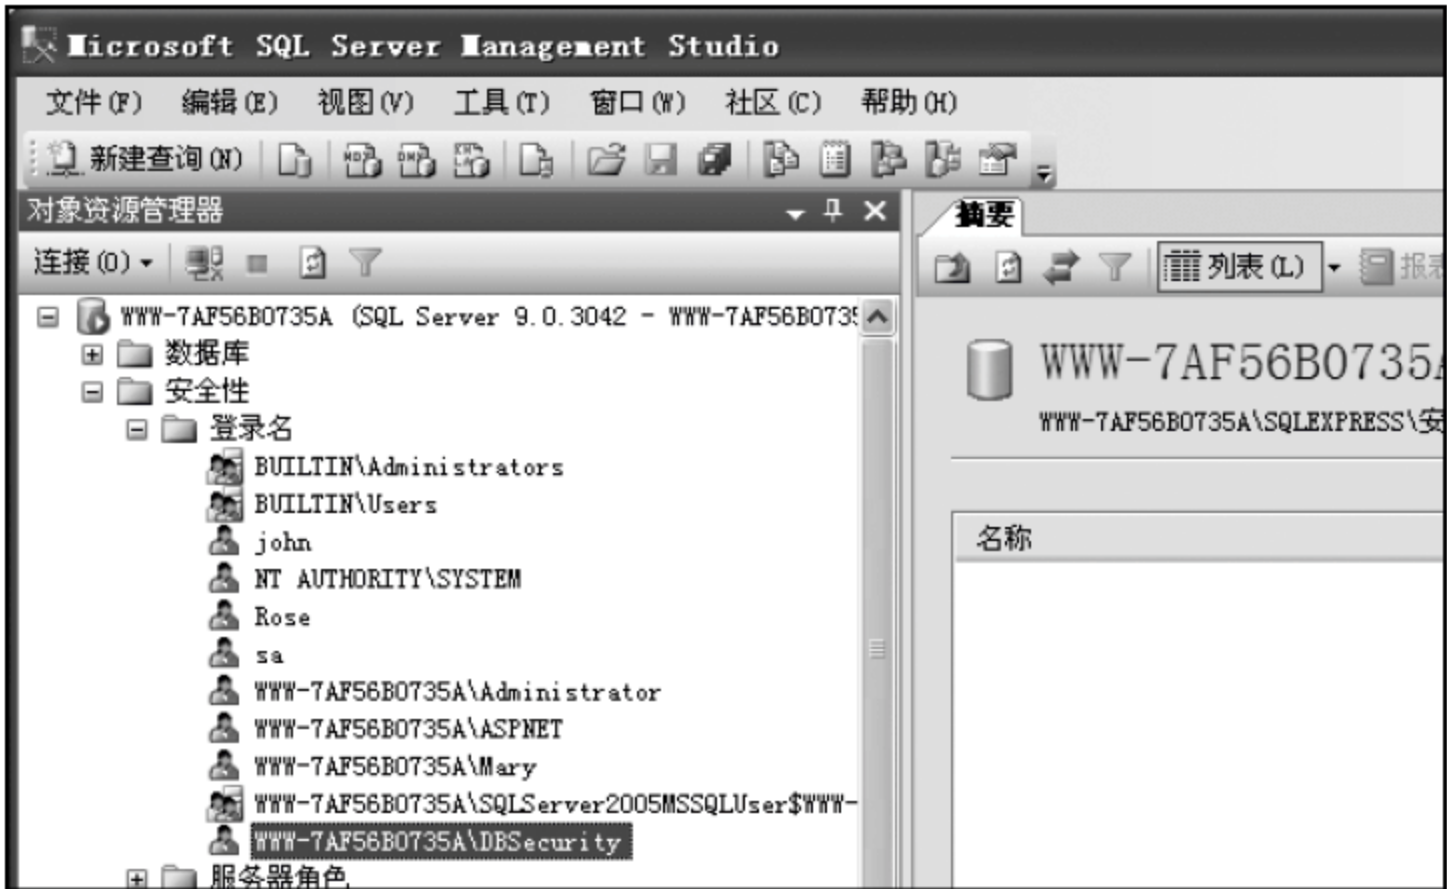 Microsoft SQL Server Management Studio
文件(F) 编辑(E) 视图(V) 工具(T) 窗口(W) 社区(C) 帮助(H)
新建查询(N)
对象资源管理器
摘要
连接(O)
列表(L)
报表
WWW-7AF56B0735A (SQL Server 9.0.3042 - WWW-7AF56B0735
数据库
安全性
登录名
BUILTIN\Administrators
BUILTIN\Users
john
NT AUTHORITY\SYSTEM
Rose
sa
WWW-7AF56B0735A\Administrator
WWW-7AF56B0735A\ASPNET
WWW-7AF56B0735A\Mary
WWW-7AF56B0735A\SQLServer2005MSSQLUser$WWW-
WWW-7AF56B0735A\DBSecurity
服务器角色
WWW-7AF56B0735A
WWW-7AF56B0735A\SQLEXPRESS\安
名称